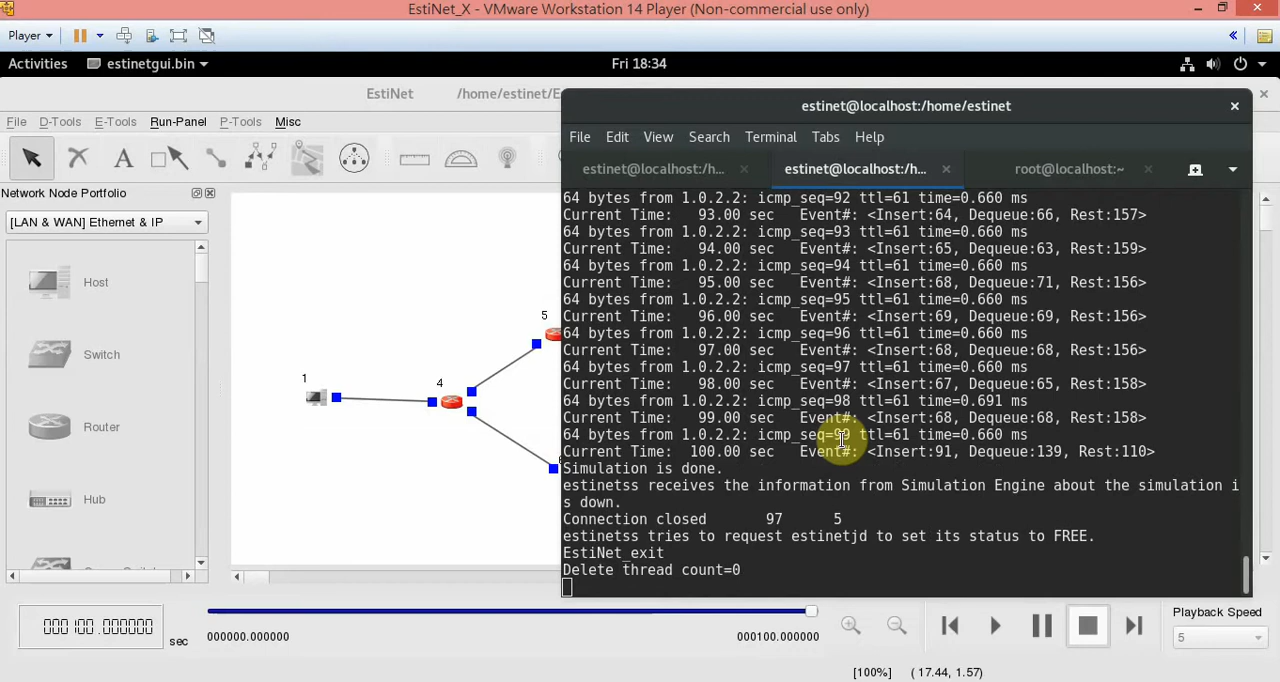 EstiNet_X - VMware Workstation 14 Player (Non-commercial use only)
Player
Activities estinetgui.bin Fri 18:34
EstiNet /home/estinet/E
estinet@localhost:/home/estinet
File D-Tools E-Tools Run-Panel P-Tools Misc
File Edit View Search Terminal Tabs Help
estinet@localhost:/h... estinet@localhost:/h... root@localhost:~
Network Node Portfolio
[LAN & WAN] Ethernet & IP
Host
Switch
Router
Hub
1
4
5
64 bytes from 1.0.2.2: icmp_seq=92 ttl=61 time=0.660 ms
Current Time: 93.00 sec Event#: <Insert:64, Dequeue:66, Rest:157>
64 bytes from 1.0.2.2: icmp_seq=93 ttl=61 time=0.660 ms
Current Time: 94.00 sec Event#: <Insert:65, Dequeue:63, Rest:159>
64 bytes from 1.0.2.2: icmp_seq=94 ttl=61 time=0.660 ms
Current Time: 95.00 sec Event#: <Insert:68, Dequeue:71, Rest:156>
64 bytes from 1.0.2.2: icmp_seq=95 ttl=61 time=0.660 ms
Current Time: 96.00 sec Event#: <Insert:69, Dequeue:69, Rest:156>
64 bytes from 1.0.2.2: icmp_seq=96 ttl=61 time=0.660 ms
Current Time: 97.00 sec Event#: <Insert:68, Dequeue:68, Rest:156>
64 bytes from 1.0.2.2: icmp_seq=97 ttl=61 time=0.660 ms
Current Time: 98.00 sec Event#: <Insert:67, Dequeue:65, Rest:158>
64 bytes from 1.0.2.2: icmp_seq=98 ttl=61 time=0.691 ms
Current Time: 99.00 sec Event#: <Insert:68, Dequeue:68, Rest:158>
64 bytes from 1.0.2.2: icmp_seq=99 ttl=61 time=0.660 ms
Current Time: 100.00 sec Event#: <Insert:91, Dequeue:139, Rest:110>
Simulation is done.
estinetss receives the information from Simulation Engine about the simulation i
s down.
Connection closed 97 5
estinetss tries to request estinetjd to set its status to FREE.
EstiNet_exit
Delete thread count=0
000100.000000 sec
000000.000000 000100.000000
Playback Speed
5
[100%] ( 17.44, 1.57)